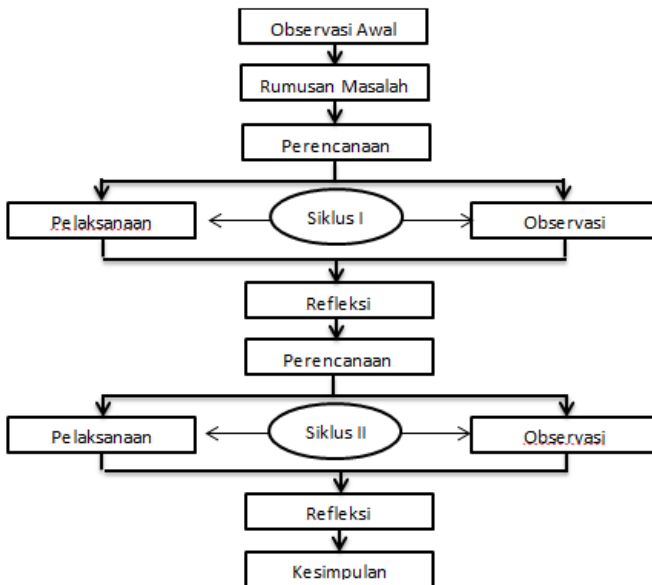 Observasi Awal
Rumusan Masalah
Perencanaan
Pelaksanaan
Siklus I
Observasi
Refleksi
Perencanaan
Pelaksanaan
Siklus II
Observasi
Refleksi
Kesimpulan